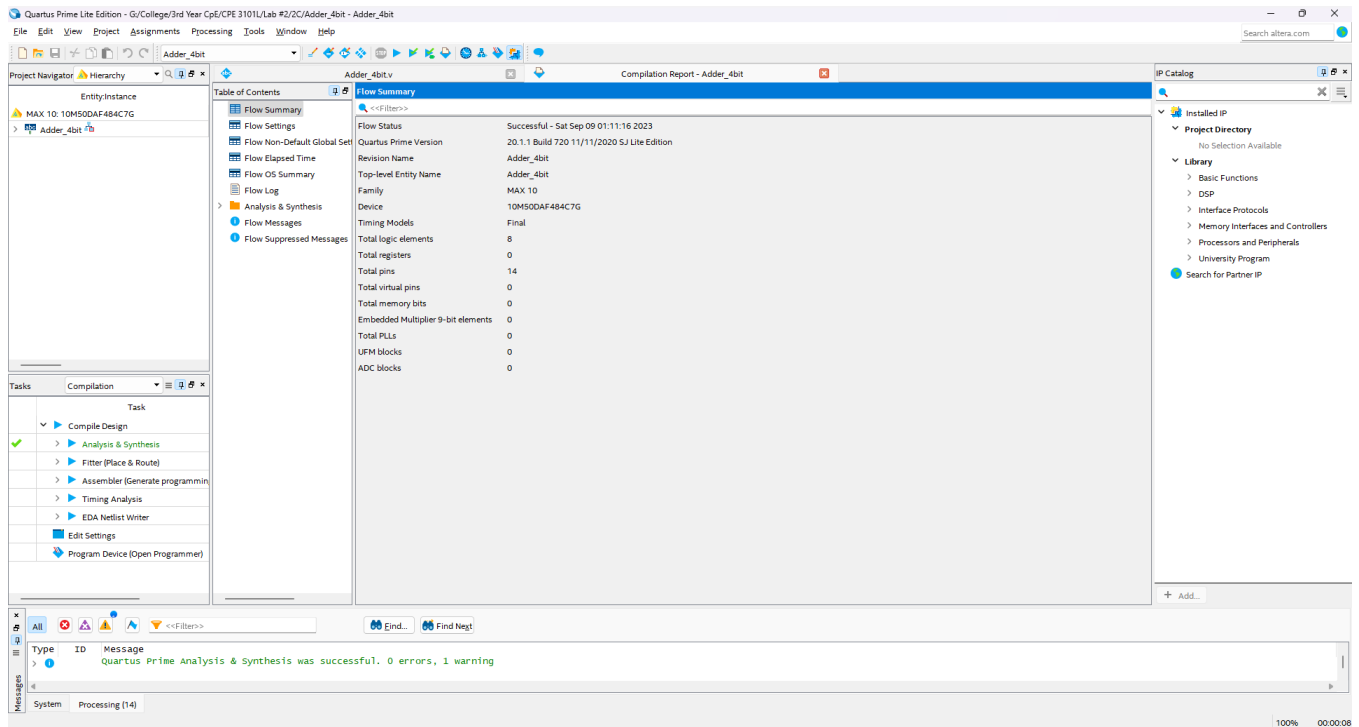 Quartus Prime Lite Edition - G:/College/3rd Year CpE/CPE 3101L/Lab #2/2C/Adder_4bit - Adder_4bit
File Edit View Project Assignments Processing Tools Window Help
Search altera.com
Adder_4bit
Project Navigator Hierarchy
Entity:Instance
MAX 10: 10M50DAF484C7G
Adder_4bit
Tasks Compilation
Task
Compile Design
Analysis & Synthesis
Fitter (Place & Route)
Assembler (Generate programmin
Timing Analysis
EDA Netlist Writer
Edit Settings
Program Device (Open Programmer)
Adder_4bit.v
Compilation Report - Adder_4bit
Table of Contents
Flow Summary
Flow Settings
Flow Non-Default Global Set
Flow Elapsed Time
Flow OS Summary
Flow Log
Analysis & Synthesis
Flow Messages
Flow Suppressed Messages
Flow Summary
<<Filter>>
Flow Status Successful - Sat Sep 09 01:11:16 2023
Quartus Prime Version 20.1.1 Build 720 11/11/2020 SJ Lite Edition
Revision Name Adder_4bit
Top-level Entity Name Adder_4bit
Family MAX 10
Device 10M50DAF484C7G
Timing Models Final
Total logic elements 8
Total registers 0
Total pins 14
Total virtual pins 0
Total memory bits 0
Embedded Multiplier 9-bit elements 0
Total PLLs 0
UFM blocks 0
ADC blocks 0
IP Catalog
Installed IP
Project Directory
No Selection Available
Library
Basic Functions
DSP
Interface Protocols
Memory Interfaces and Controllers
Processors and Peripherals
University Program
Search for Partner IP
+ Add...
All <<Filter>> Find... Find Next
Type ID Message
Quartus Prime Analysis & Synthesis was successful. 0 errors, 1 warning
Messages
System Processing (14)
100% 00:00:08